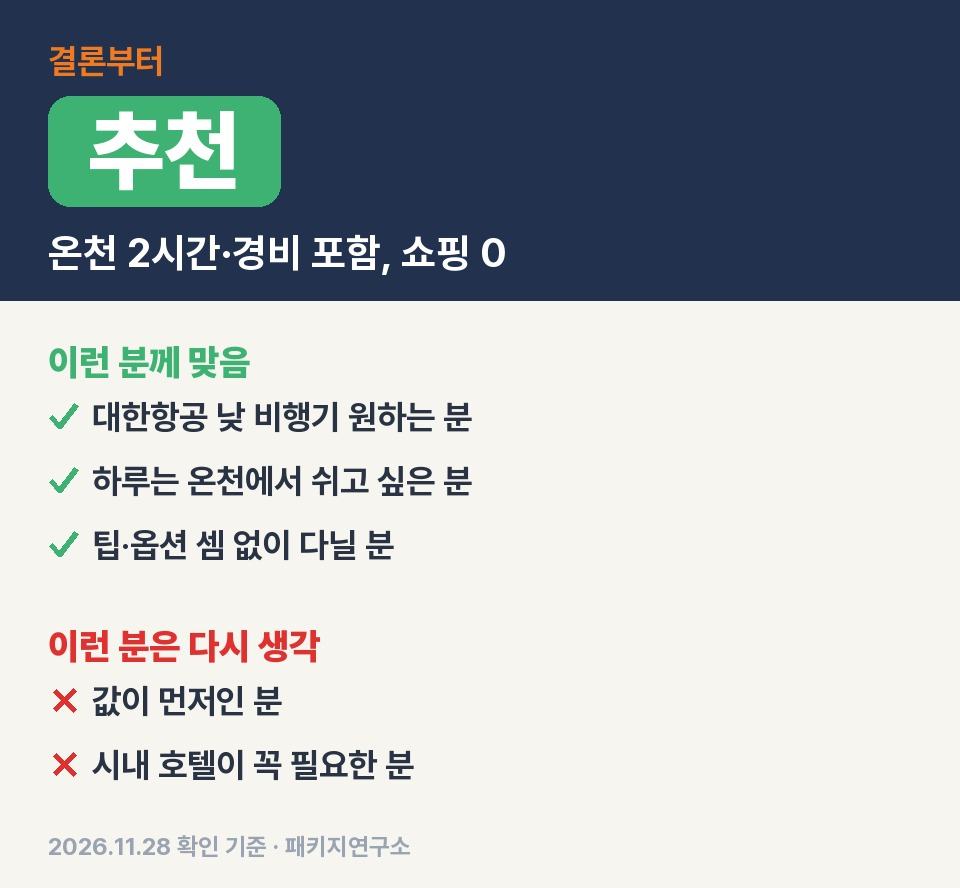 결론부터
추천
온천 2시간·경비 포함, 쇼핑 0
이런 분께 맞음
✓ 대한항공 낮 비행기 원하는 분
✓ 하루는 온천에서 쉬고 싶은 분
✓ 팁·옵션 셈 없이 다닐 분
이런 분은 다시 생각
✕ 값이 먼저인 분
✕ 시내 호텔이 꼭 필요한 분
2026.11.28 확인 기준 · 패키지연구소